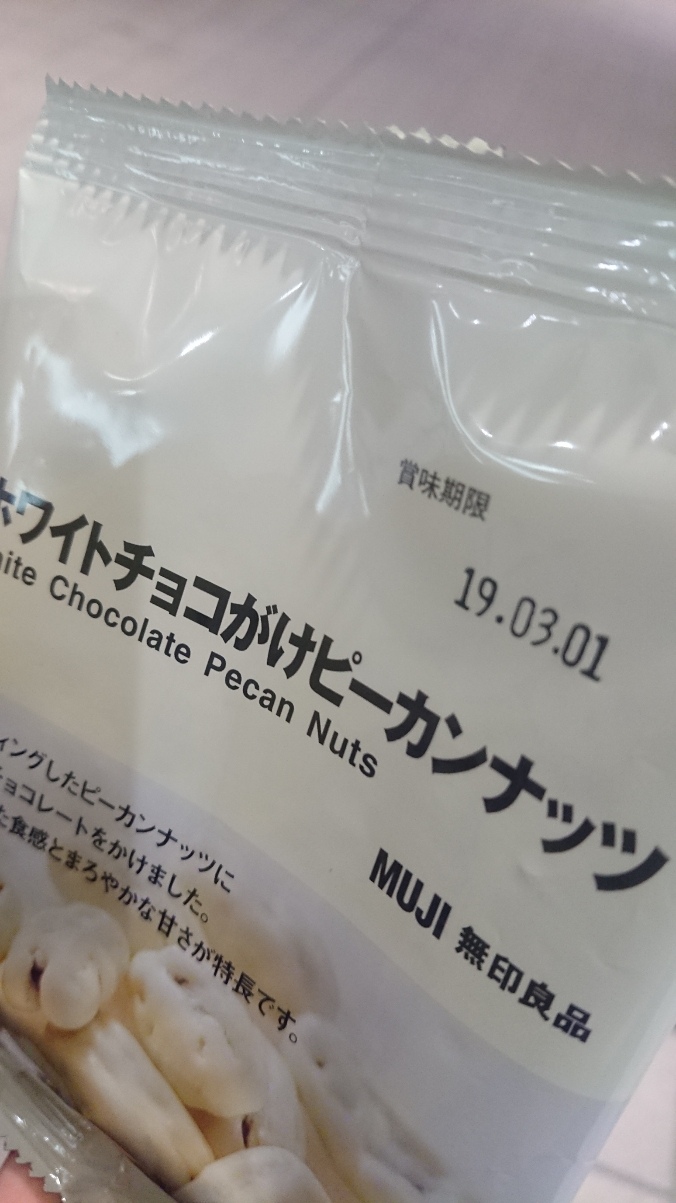 賞味期限
19.03.01
ホワイトチョコがけピーカンナッツ
Chocolate Pecan Nuts
MUJI 無印良品
ィングしたピーカンナッツに
チョコレートをかけました。
た食感とまろやかな甘さが特長です。